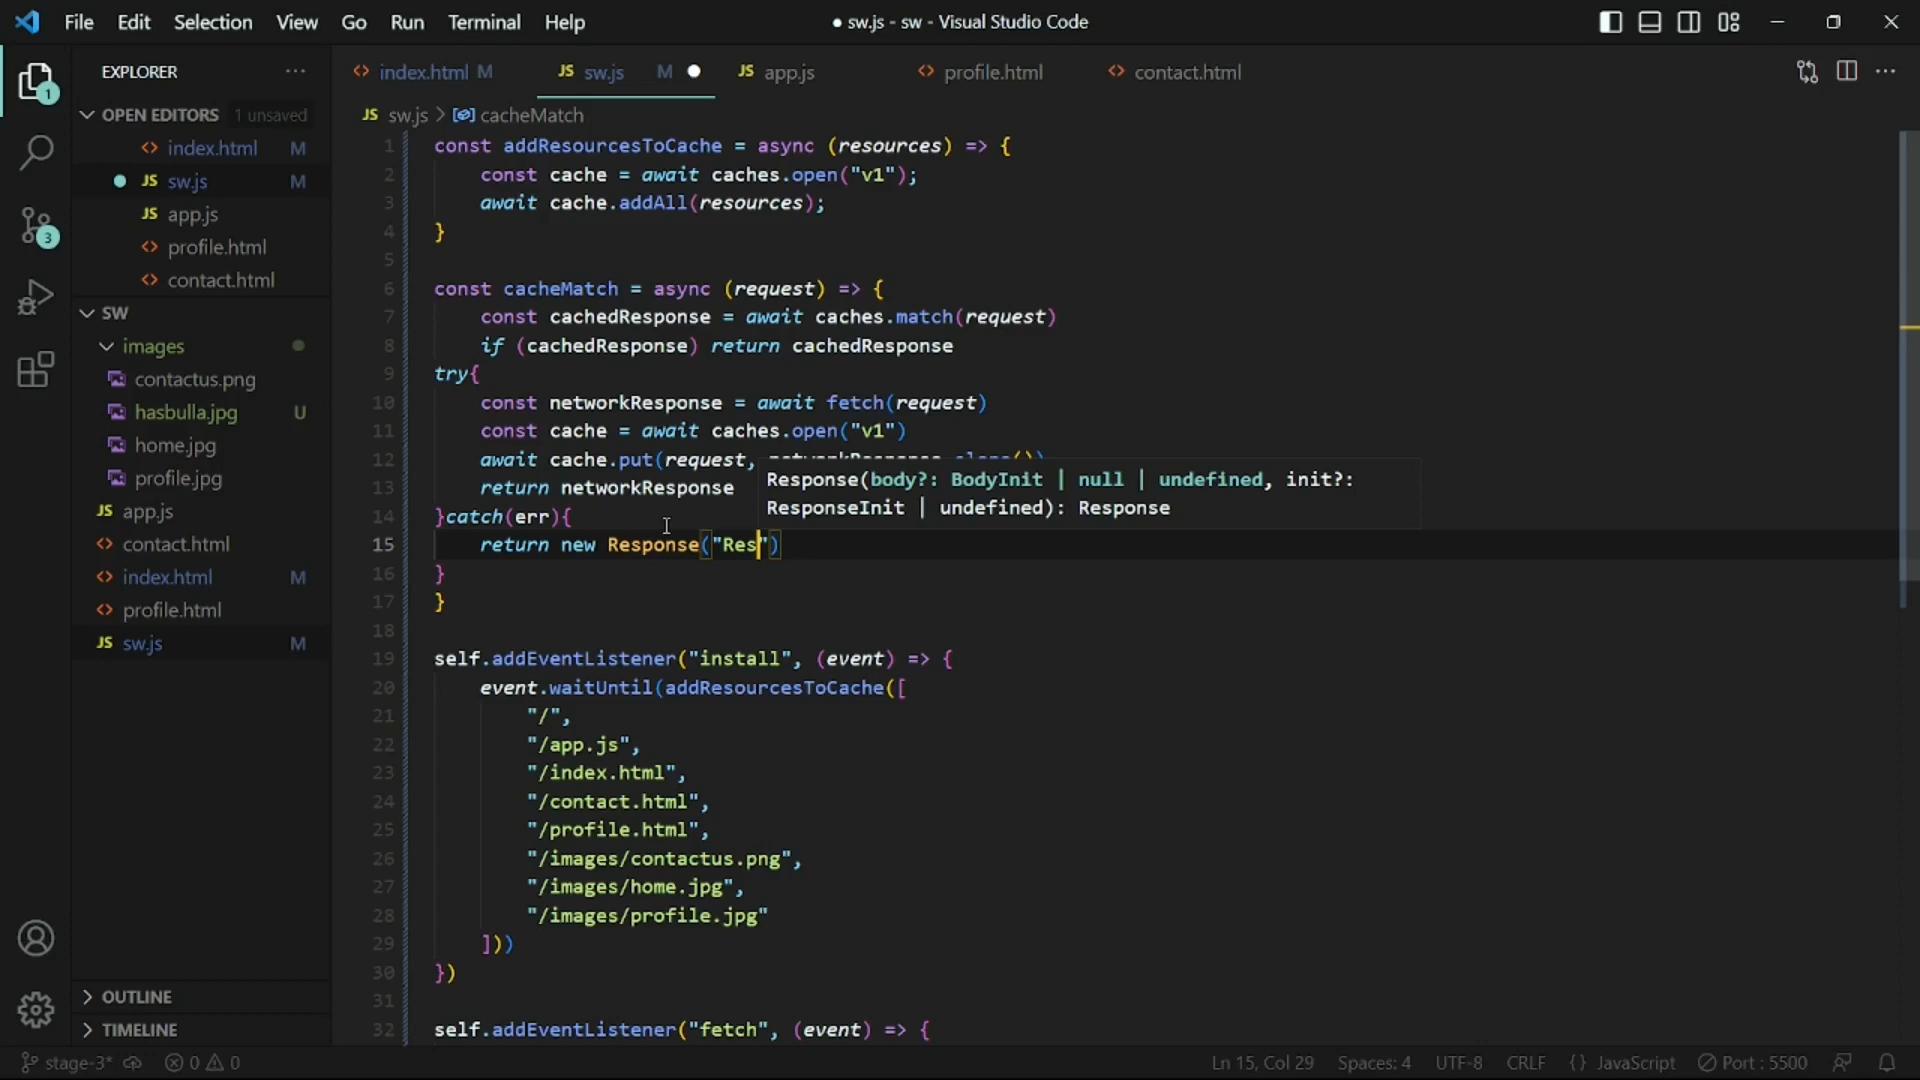 File Edit Selection View Go Run Terminal Help
● sw.js - sw - Visual Studio Code
EXPLORER
OPEN EDITORS 1 unsaved
index.html M
sw.js M
app.js
profile.html
contact.html
SW
images
contactus.png
hasbulla.jpg U
home.jpg
profile.jpg
JS app.js
contact.html
index.html M
profile.html
JS sw.js M
OUTLINE
TIMELINE
index.html M JS sw.js M JS app.js profile.html contact.html
JS sw.js > cacheMatch
1 const addResourcesToCache = async (resources) => {
2 const cache = await caches.open("v1");
3 await cache.addAll(resources);
4 }
5
6 const cacheMatch = async (request) => {
7 const cachedResponse = await caches.match(request)
8 if (cachedResponse) return cachedResponse
9 try{
10 const networkResponse = await fetch(request)
11 const cache = await caches.open("v1")
12 await cache.put(request,
Response(body?: BodyInit | null | undefined, init?:
ResponseInit | undefined): Response
13 return networkResponse
14 }catch(err){
15 return new Response("Res")
16 }
17 }
18
19 self.addEventListener("install", (event) => {
20 event.waitUntil(addResourcesToCache([
21 "/",
22 "/app.js",
23 "/index.html",
24 "/contact.html",
25 "/profile.html",
26 "/images/contactus.png",
27 "/images/home.jpg",
28 "/images/profile.jpg"
29 ]))
30 })
31
32 self.addEventListener("fetch", (event) => {
stage-3* 0 0 Ln 15, Col 29 Spaces: 4 UTF-8 CRLF {} JavaScript Port : 5500